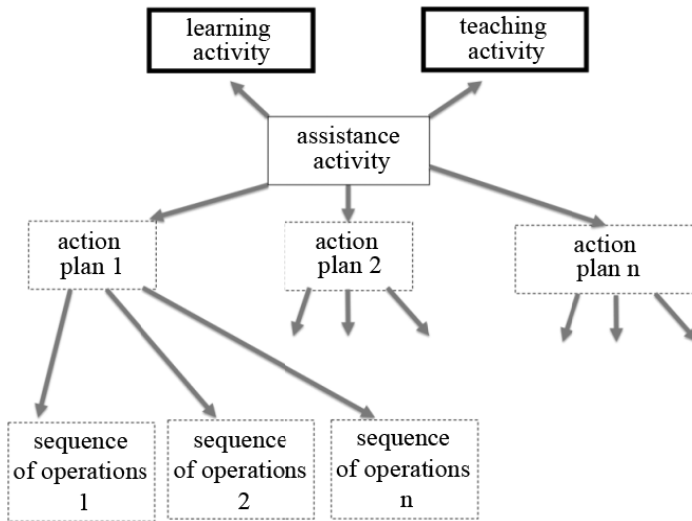 learning
activity
teaching
activity
assistance
activity
action
plan 1
action
plan 2
action
plan n
sequence
of operations
1
sequence
of operations
2
sequence
of operations
n